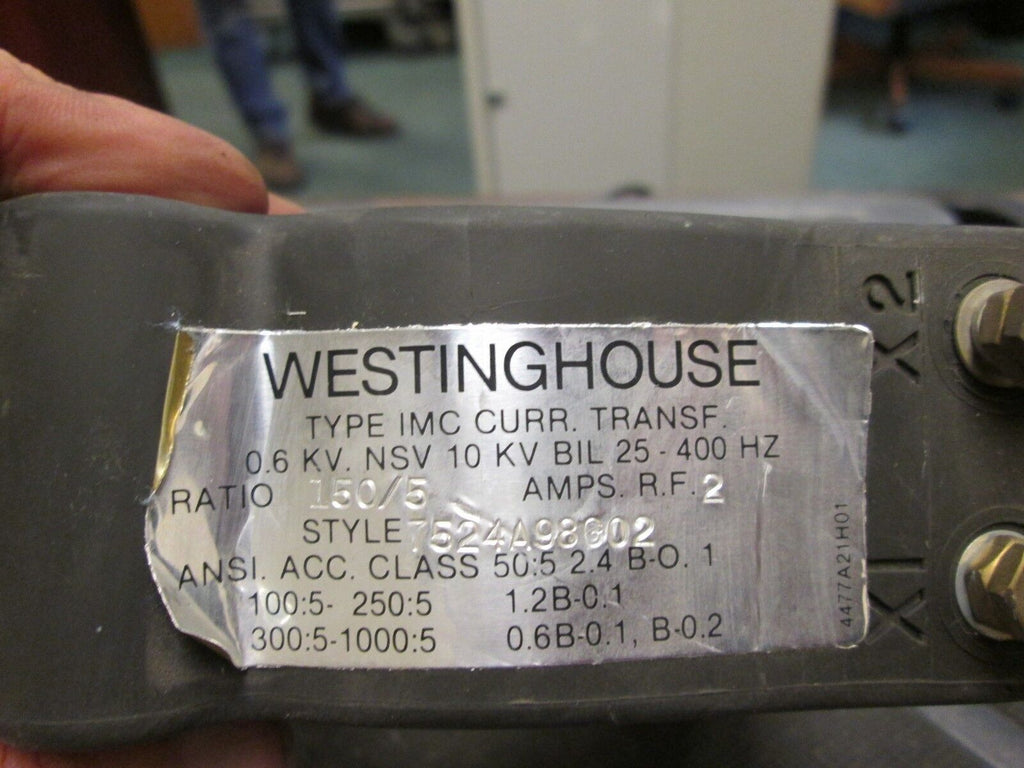 WESTINGHOUSE
TYPE IMC CURR. TRANSF.
0.6 KV. NSV 10 KV BIL 25 - 400 HZ
RATIO 150/5 AMPS. R.F. 2
STYLE 7524A98G02
ANSI. ACC. CLASS 50:5 2.4 B-O. 1
100:5- 250:5 1.2B-0.1
300:5-1000:5 0.6B-0.1, B-0.2
4477A21H01
X2
X1